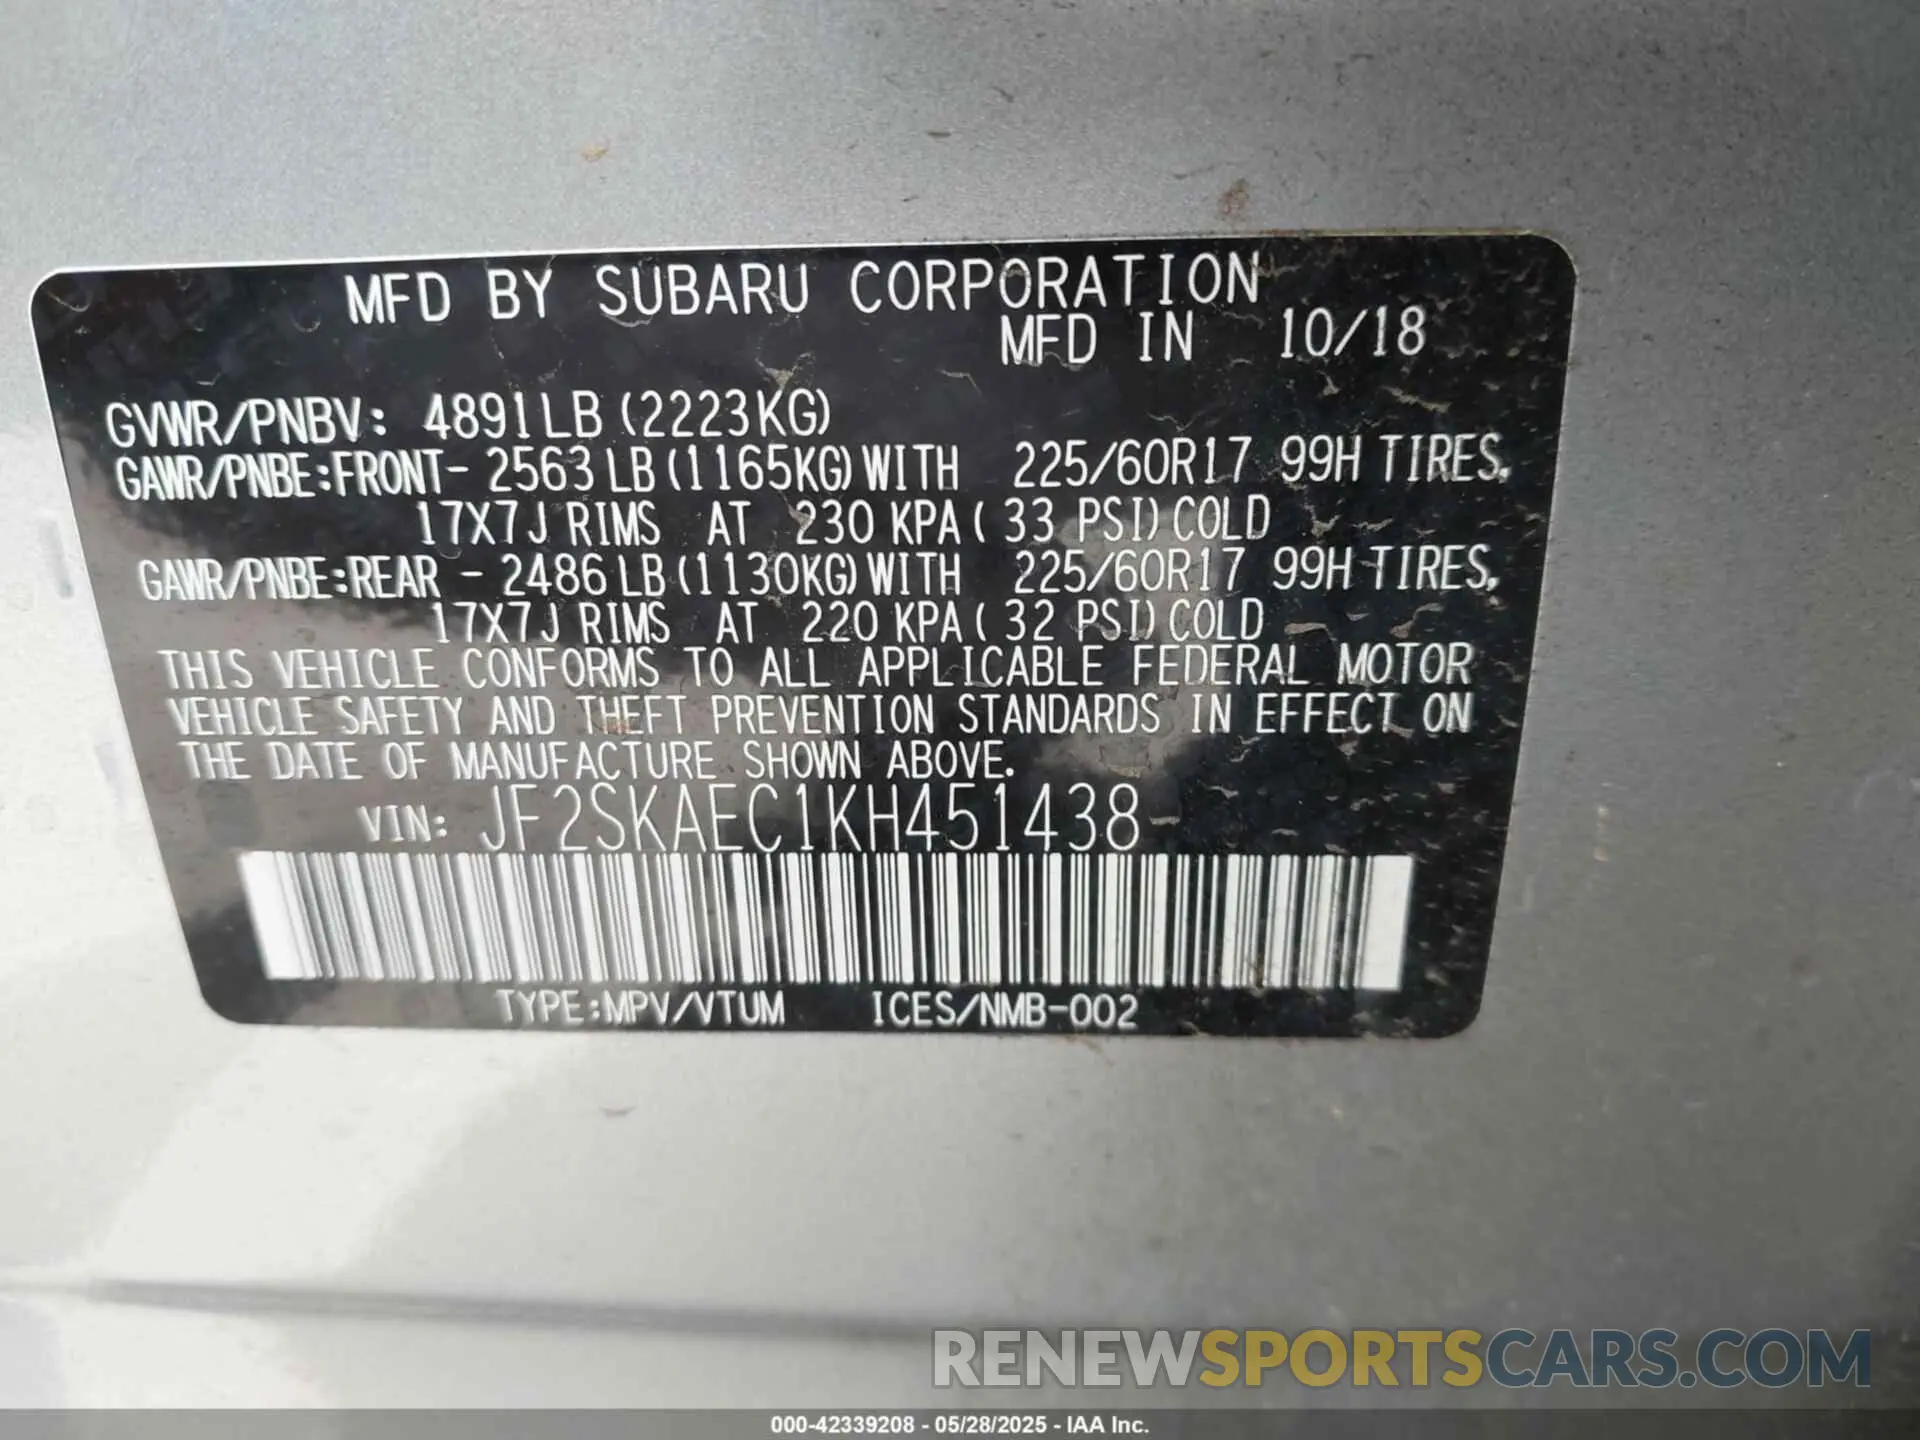 MFD BY SUBARU CORPORATION
MFD IN 10/18
GVWR/PNBV: 4891LB (2223KG)
GAWR/PNBE:FRONT- 2563LB (1165KG) WITH 225/60R17 99H TIRES,
17X7J RIMS AT 230 KPA ( 33 PSI) COLD
GAWR/PNBE:REAR - 2486LB (1130KG) WITH 225/60R17 99H TIRES,
17X7J RIMS AT 220 KPA ( 32 PSI) COLD
THIS VEHICLE CONFORMS TO ALL APPLICABLE FEDERAL MOTOR
VEHICLE SAFETY AND THEFT PREVENTION STANDARDS IN EFFECT ON
THE DATE OF MANUFACTURE SHOWN ABOVE.
VIN: JF2SKAEC1KH451438
TYPE:MPV/VTUM ICES/NMB-002
RENEWSPORTSCARS.COM
000-42339208 - 05/28/2025 - IAA Inc.